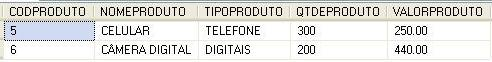 CODPRODUTO NOMEPRODUTO TIPOPRODUTO QTDEPRODUTO VALORPRODUTO
5 CELULAR TELEFONE 300 250.00
6 CÂMERA DIGITAL DIGITAIS 200 440.00